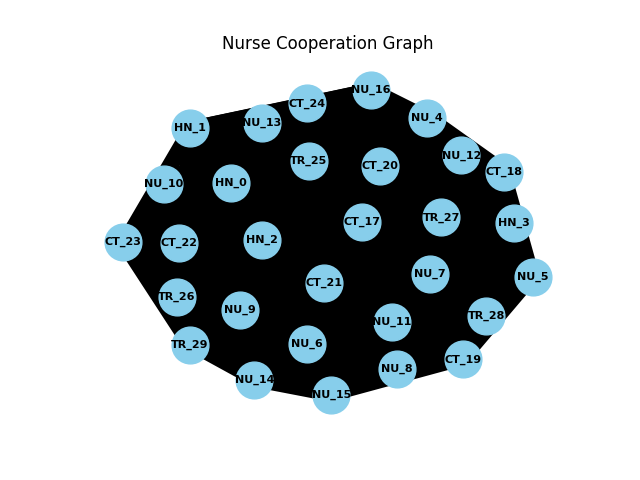 Nurse Cooperation Graph
NU_16
CT_24
NU_4
NU_13
HN_1
NU_12
TR_25
CT_20
CT_18
HN_0
NU_10
TR_27
CT_17
HN_3
HN_2
CT_23
CT_22
NU_7
NU_5
CT_21
TR_26
NU_9
TR_28
NU_11
NU_6
TR_29
CT_19
NU_8
NU_14
NU_15